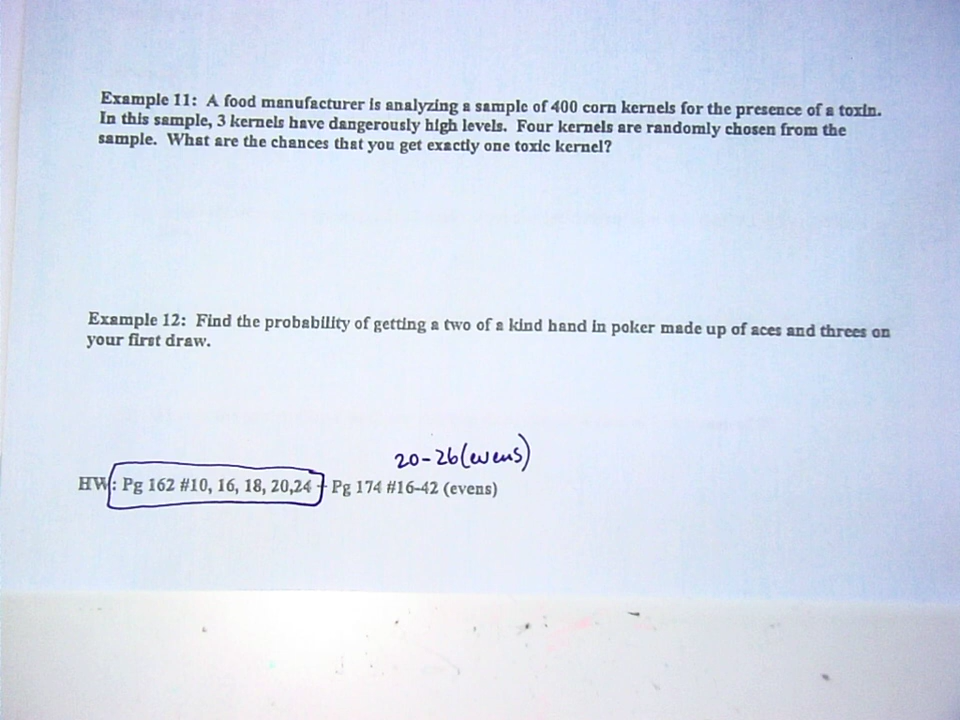 Example 11: A food manufacturer is analyzing a sample of 400 corn kernels for the presence of a toxin.
In this sample, 3 kernels have dangerously high levels. Four kernels are randomly chosen from the
sample. What are the chances that you get exactly one toxic kernel?
Example 12: Find the probability of getting a two of a kind hand in poker made up of aces and threes on
your first draw.
20-26 (evens)
HW: Pg 162 #10, 16, 18, 20,24 + Pg 174 #16-42 (evens)